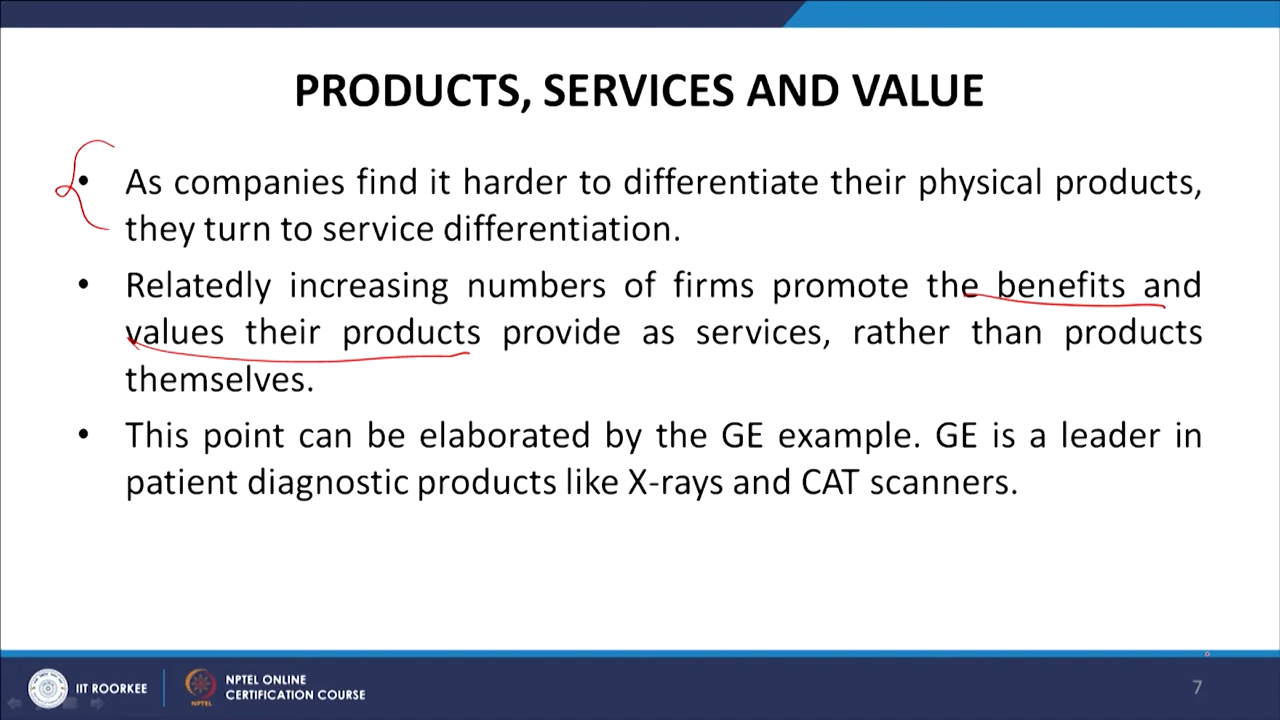 PRODUCTS, SERVICES AND VALUE
• As companies find it harder to differentiate their physical products,
they turn to service differentiation.
• Relatedly increasing numbers of firms promote the benefits and
values their products provide as services, rather than products
themselves.
• This point can be elaborated by the GE example. GE is a leader in
patient diagnostic products like X-rays and CAT scanners.
IIT ROORKEE
NPTEL
NPTEL ONLINE
CERTIFICATION COURSE
7